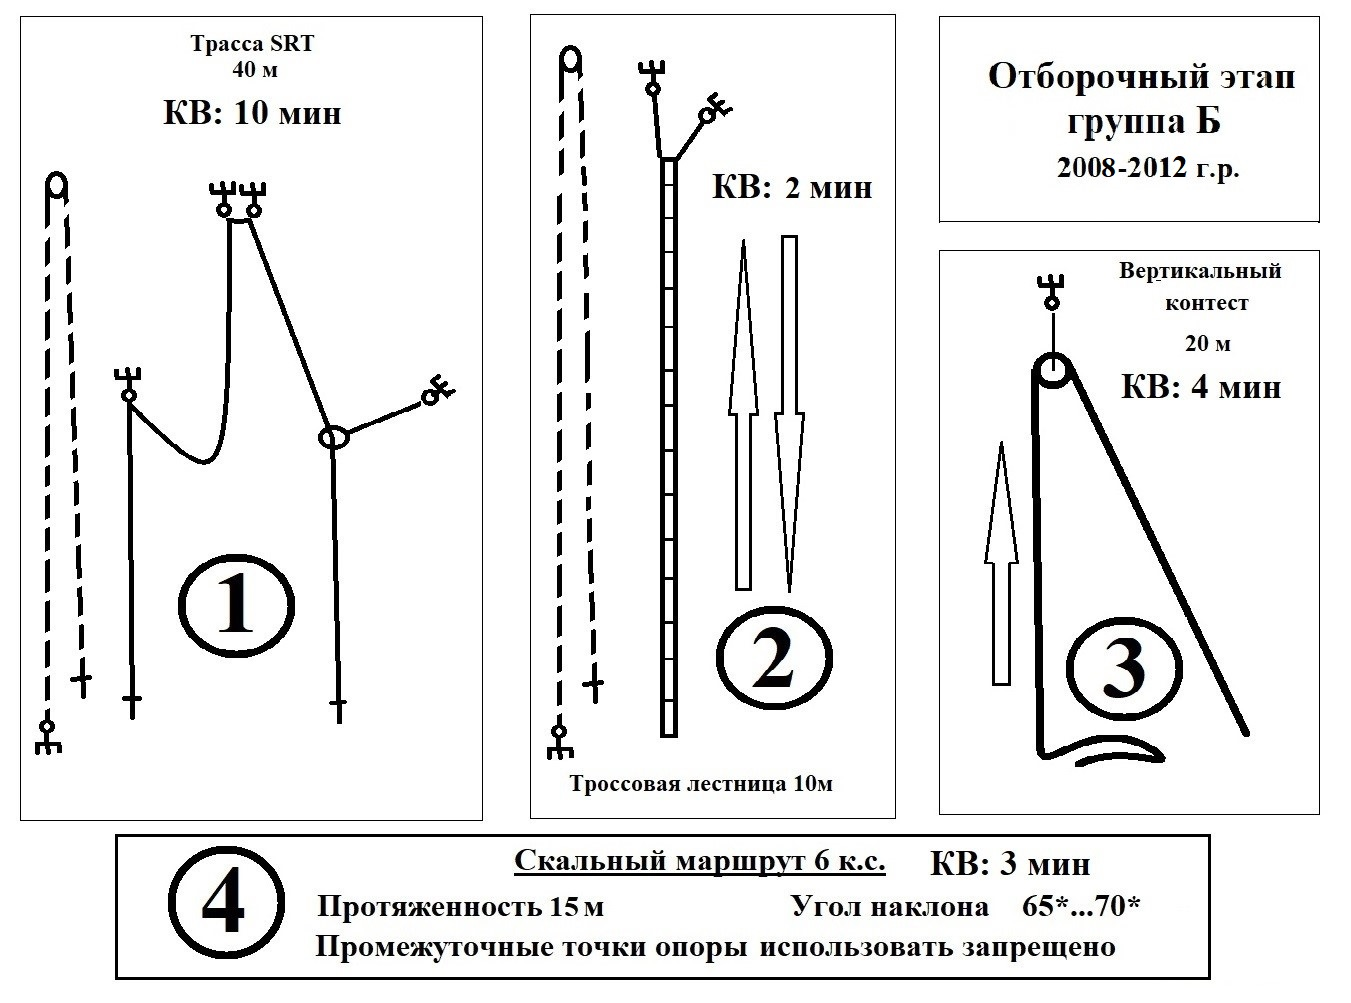 Трасса SRT
40 м
КВ: 10 мин
1
КВ: 2 мин
2
Троссовая лестница 10м
Отборочный этап
группа Б
2008-2012 г.р.
Вертикальный
контест
20 м
КВ: 4 мин
3
4
Скальный маршрут 6 к.с. КВ: 3 мин
Протяженность 15 м Угол наклона 65*...70*
Промежуточные точки опоры использовать запрещено